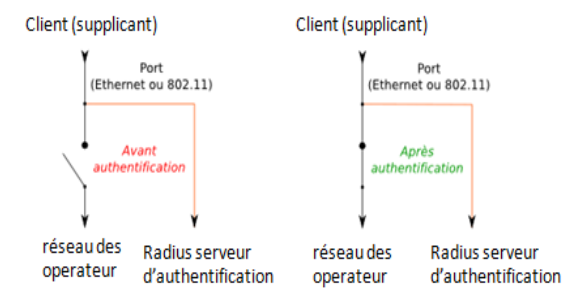 Client (supplicant)
Port
(Ethernet ou 802.11)
Avant
authentification
réseau des
operateur
Radius serveur
d'authentification
Client (supplicant)
Port
(Ethernet ou 802.11)
Après
authentification
réseau des
operateur
Radius serveur
d'authentification